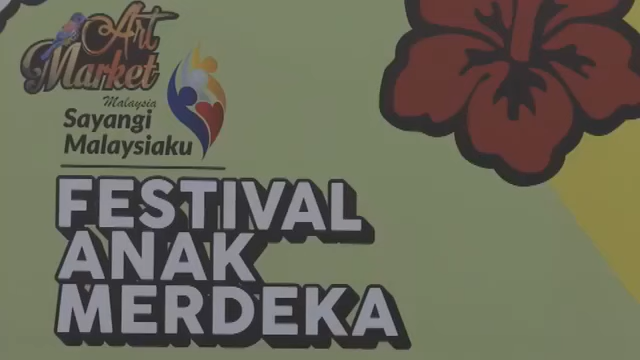 Art
Market
Malaysia
Sayangi
Malaysiaku
FESTIVAL
ANAK
MERDEKA